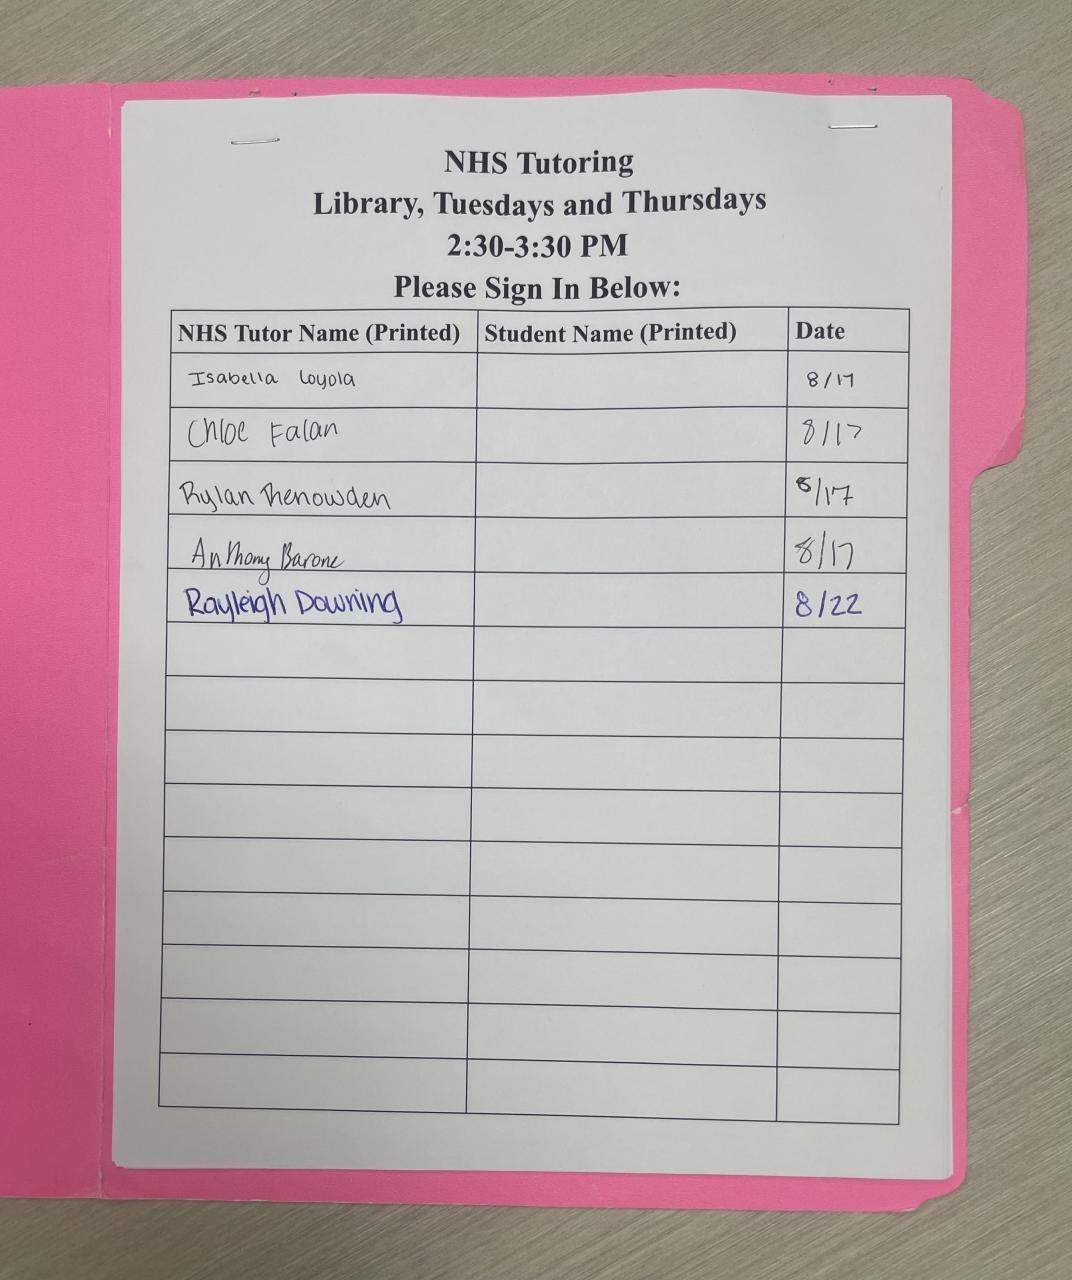 NHS Tutoring
Library, Tuesdays and Thursdays
2:30-3:30 PM
Please Sign In Below:
NHS Tutor Name (Printed) Student Name (Printed) Date
Isabella Loyola 8/17
Chloe Falan 8/17
Rylan Rhenowden 8/17
Anthony Barone 8/17
Rayleigh Downing 8/22